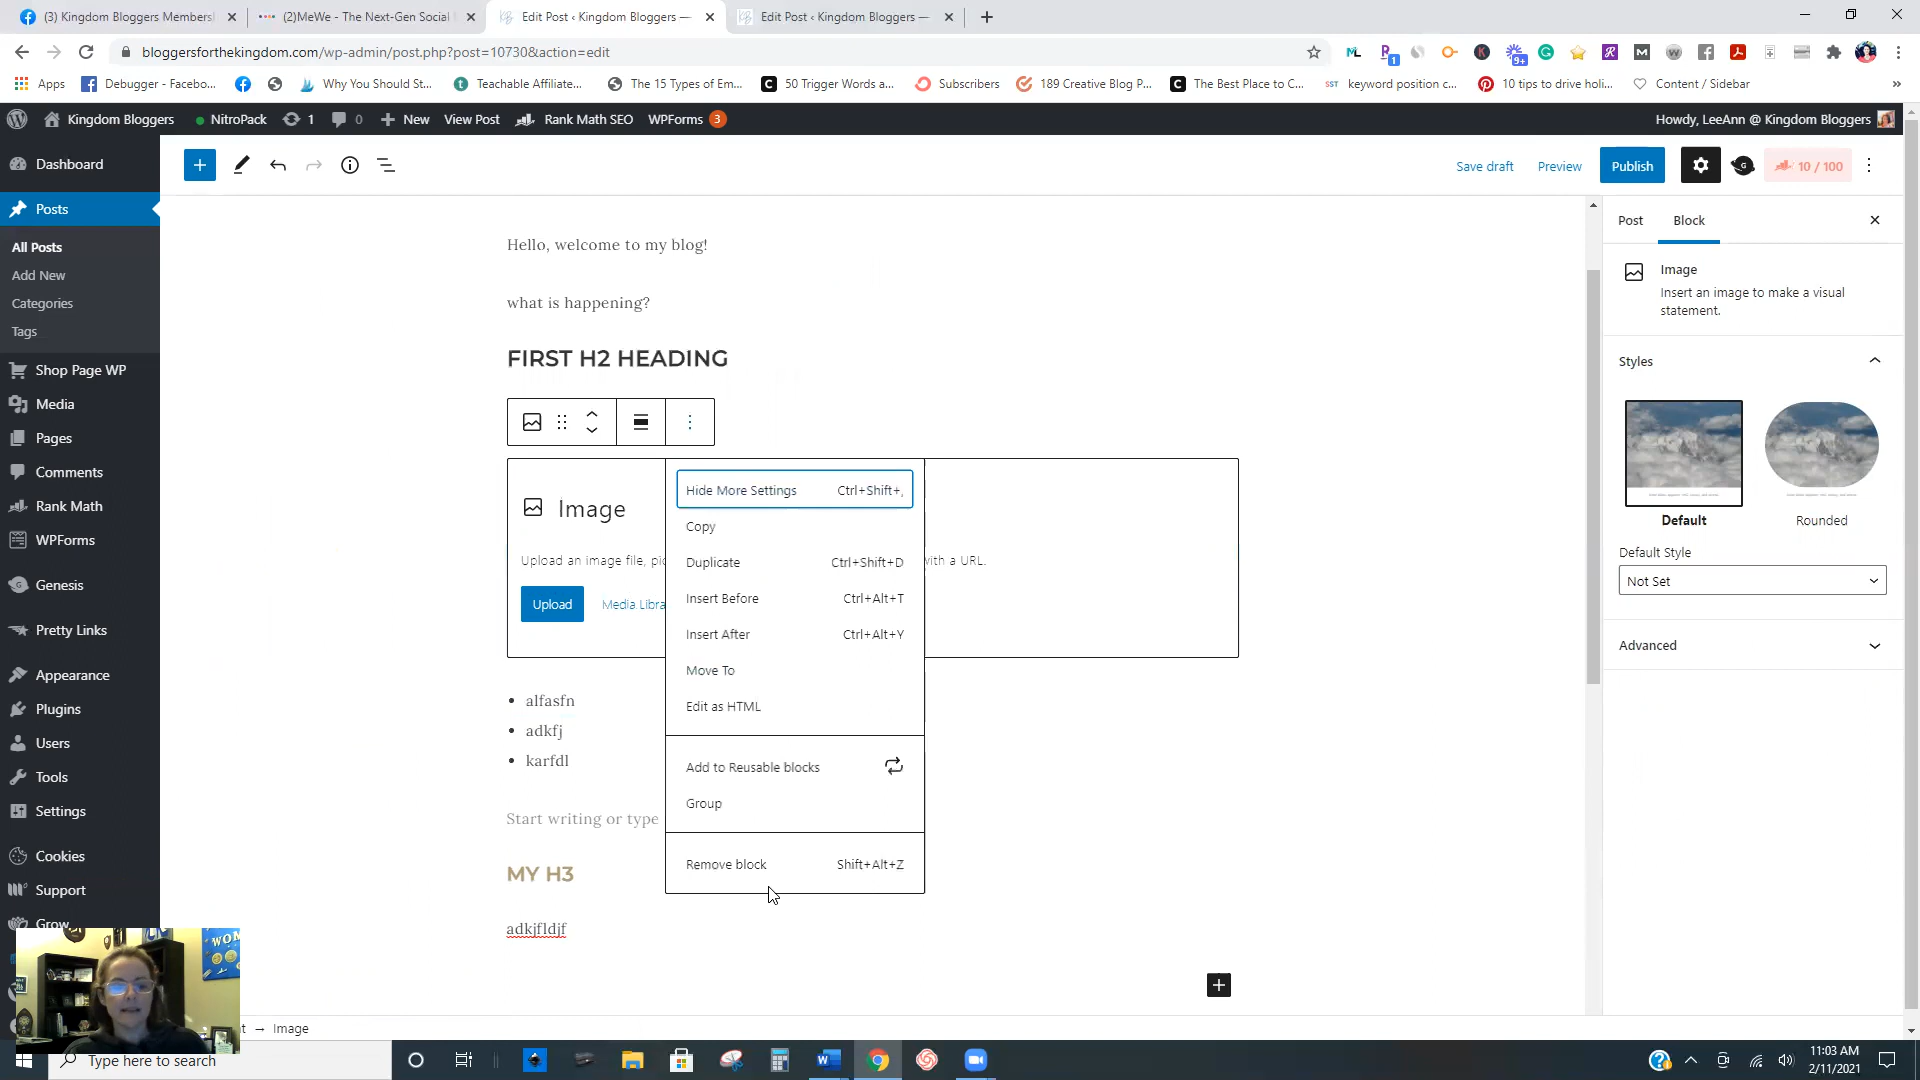 (3) Kingdom Bloggers Members!
(2)MeWe - The Next-Gen Social
Edit Post ‹ Kingdom Bloggers —
Edit Post ‹ Kingdom Bloggers —
bloggersforthekingdom.com/wp-admin/post.php?post=10730&action=edit
Apps
Debugger - Facebo...
Why You Should St...
Teachable Affiliate...
The 15 Types of Em...
50 Trigger Words a...
Subscribers
189 Creative Blog P...
The Best Place to C...
keyword position c...
10 tips to drive holi...
Content / Sidebar
Kingdom Bloggers
NitroPack
1
0
New
View Post
Rank Math SEO
WPForms 3
Howdy, LeeAnn @ Kingdom Bloggers
Dashboard
Posts
All Posts
Add New
Categories
Tags
Shop Page WP
Media
Pages
Comments
Rank Math
WPForms
Genesis
Pretty Links
Appearance
Plugins
Users
Tools
Settings
Cookies
Support
Grow
Save draft
Preview
Publish
10 / 100
Hello, welcome to my blog!
what is happening?
FIRST H2 HEADING
Image
Upload an image file, pic
with a URL.
Upload
Media Libra
Hide More Settings Ctrl+Shift+,
Copy
Duplicate Ctrl+Shift+D
Insert Before Ctrl+Alt+T
Insert After Ctrl+Alt+Y
Move To
Edit as HTML
Add to Reusable blocks
Group
Remove block Shift+Alt+Z
alfasfn
adkfj
karfdl
Start writing or type
MY H3
adkjfldjf
Post
Block
Image
Insert an image to make a visual
statement.
Styles
Default
Rounded
Default Style
Not Set
Advanced
t → Image
Type here to search
11:03 AM
2/11/2021